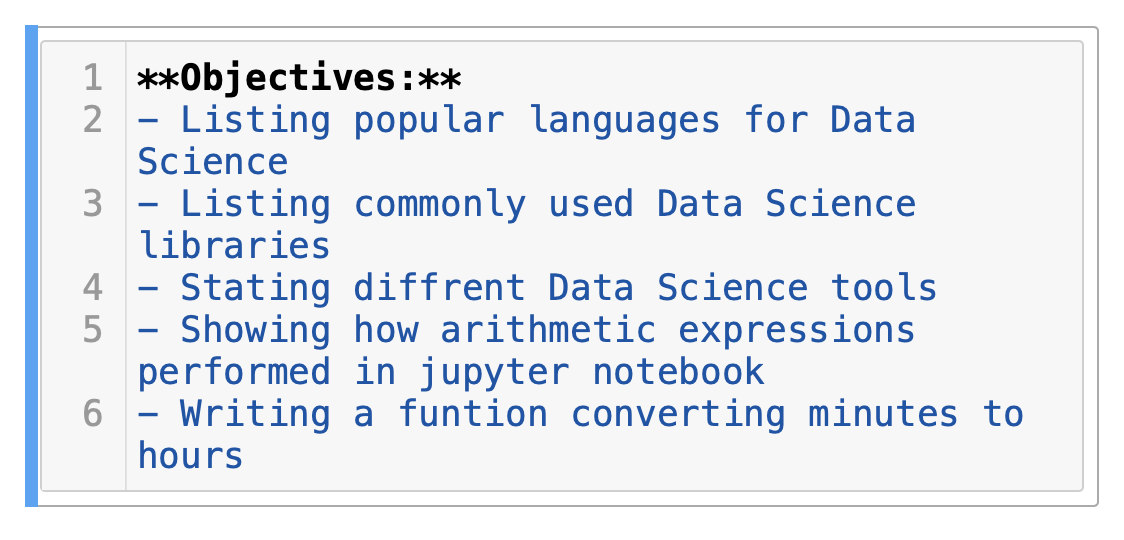 1 **Objectives:**
2 - Listing popular languages for Data
Science
3 - Listing commonly used Data Science
libraries
4 - Stating diffrent Data Science tools
5 - Showing how arithmetic expressions
performed in jupyter notebook
6 - Writing a funtion converting minutes to
hours